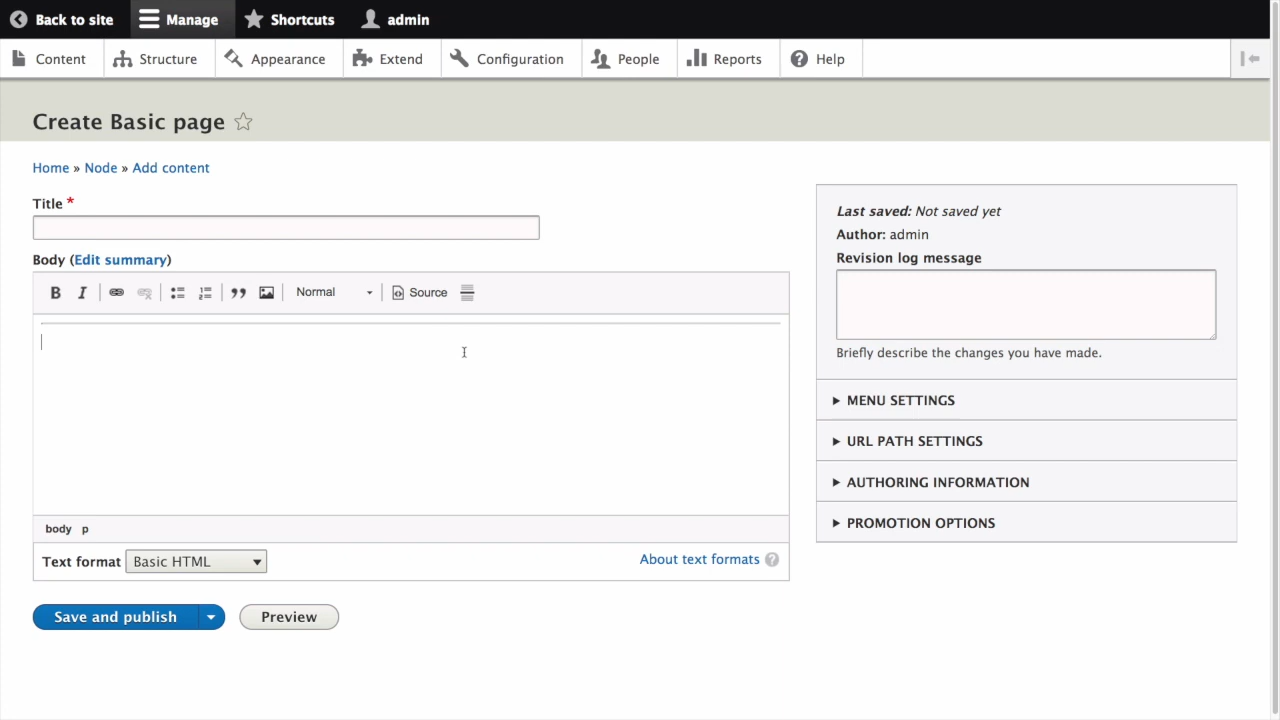 Back to site Manage Shortcuts admin
Content Structure Appearance Extend Configuration People Reports Help
Create Basic page
Home » Node » Add content
Title *
Body (Edit summary)
B I Normal Source
body p
Text format Basic HTML
About text formats ?
Save and publish Preview
Last saved: Not saved yet
Author: admin
Revision log message
Briefly describe the changes you have made.
MENU SETTINGS
URL PATH SETTINGS
AUTHORING INFORMATION
PROMOTION OPTIONS